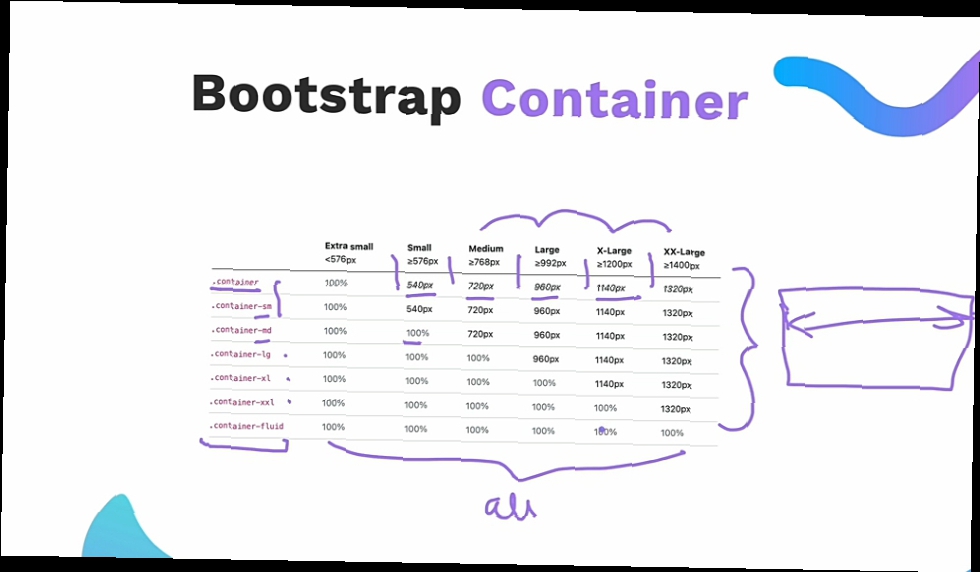 Bootstrap Container
Extra small Small Medium Large X-Large XX-Large
<576px ≥576px ≥768px ≥992px ≥1200px ≥1400px
.container 100% 540px 720px 960px 1140px 1320px
.container-sm 100% 540px 720px 960px 1140px 1320px
.container-md 100% 100% 720px 960px 1140px 1320px
.container-lg 100% 100% 100% 960px 1140px 1320px
.container-xl 100% 100% 100% 100% 1140px 1320px
.container-xxl 100% 100% 100% 100% 100% 1320px
.container-fluid 100% 100% 100% 100% 100% 100%
all